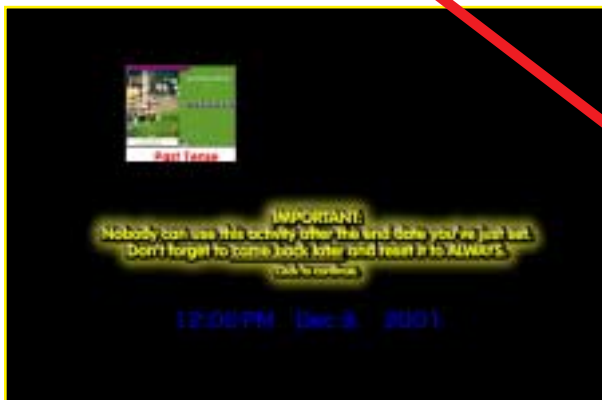 Past Tense
IMPORTANT:
Nobody can use this activity after the end date you've just set.
Don't forget to come back later and reset it to ALWAYS.
Click to continue.
12:00 PM Dec 8 2001